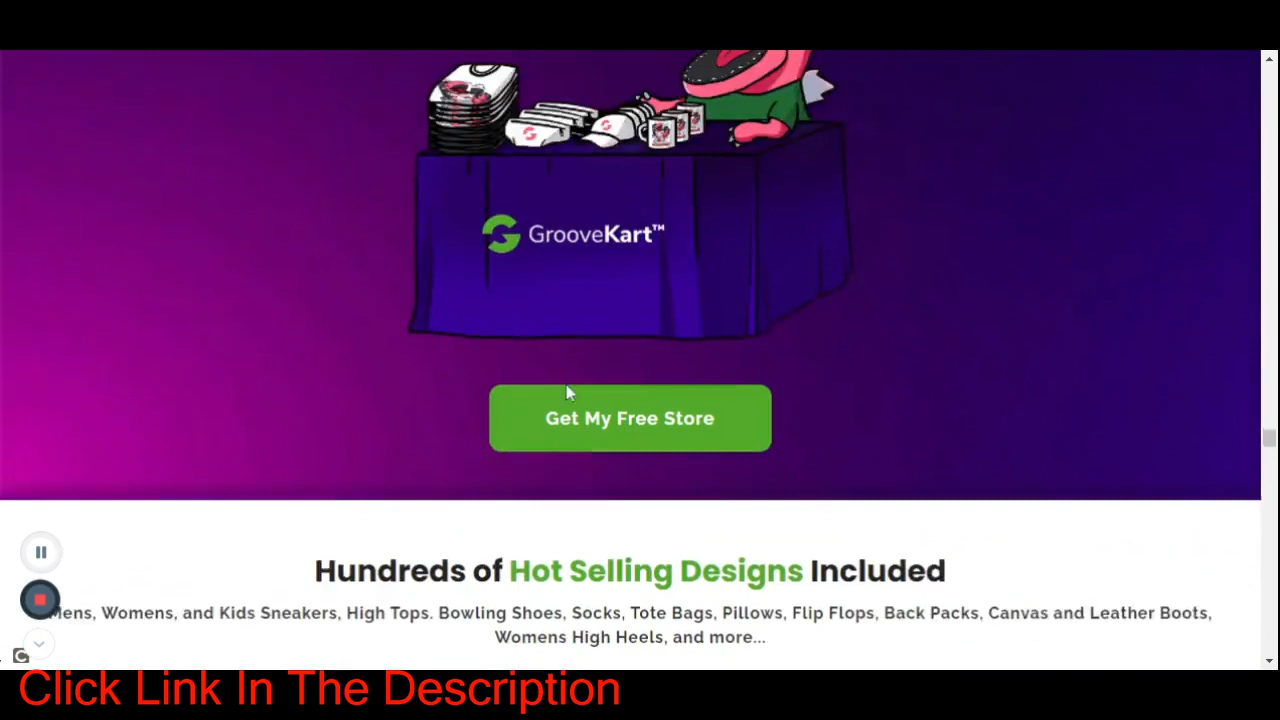 GrooveKart™
Get My Free Store
Hundreds of Hot Selling Designs Included
Mens, Womens, and Kids Sneakers, High Tops. Bowling Shoes, Socks, Tote Bags, Pillows, Flip Flops, Back Packs, Canvas and Leather Boots,
Womens High Heels, and more...
Click Link In The Description